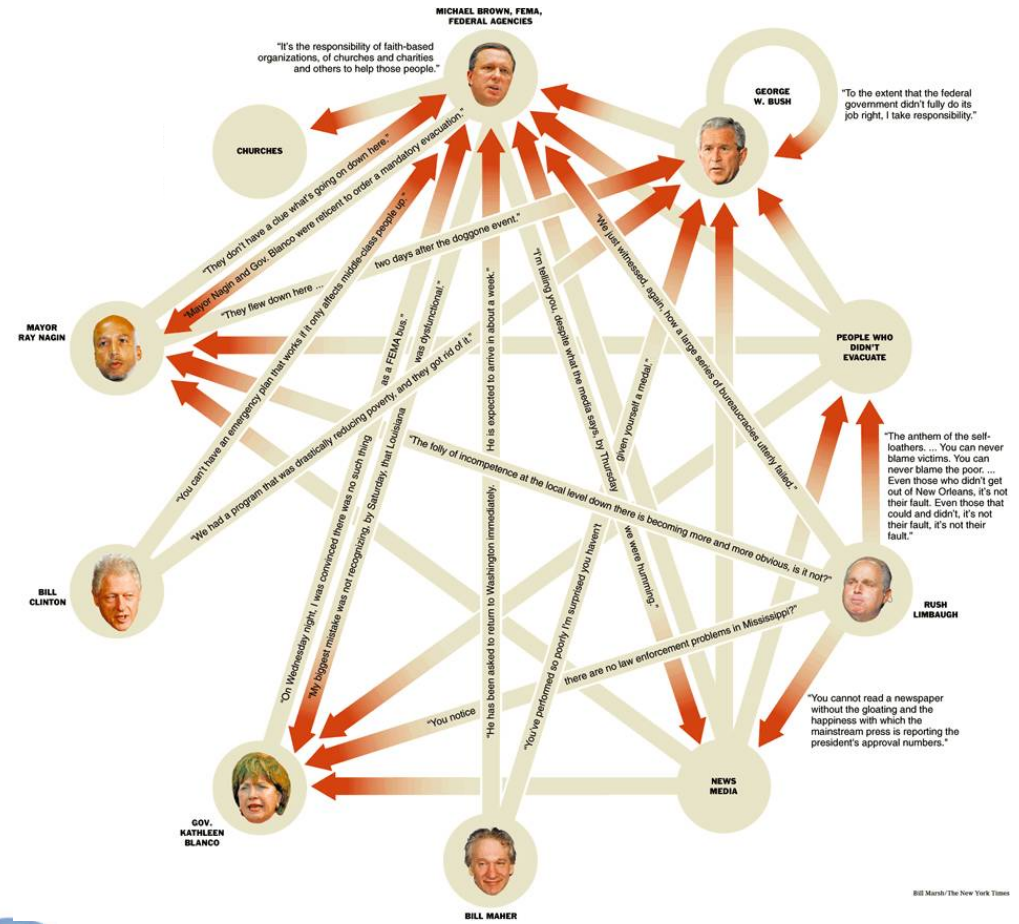 MICHAEL BROWN, FEMA,
FEDERAL AGENCIES
"It's the responsibility of faith-based
organizations, of churches and charities
and others to help those people."
GEORGE
W. BUSH
"To the extent that the federal
government didn't fully do its
job right, I take responsibility."
CHURCHES
"They don't have a clue what's going on down here."
"Mayor Nagin and Gov. Blanco were reticent to order a mandatory evacuation."
"They flew down here ... two days after the doggone event."
MAYOR
RAY NAGIN
PEOPLE WHO
DIDN'T
EVACUATE
"You can't have an emergency plan that works if it only affects middle-class people up."
"We had a program that was drastically reducing poverty, and they got rid of it."
"On Wednesday night, I was convinced there was no such thing as a FEMA bus."
"My biggest mistake was not recognizing, by Saturday, that Louisiana was dysfunctional."
"He has been asked to return to Washington immediately. He is expected to arrive in about a week."
"You've performed so poorly I'm surprised you haven't given yourself a medal."
"I'm telling you, despite what the media says, by Thursday we were humming."
"We just witnessed, again, how a large series of bureaucracies utterly failed."
"The folly of incompetence at the local level down there is becoming more and more obvious, is it not?"
"You notice there are no law enforcement problems in Mississippi?"
"The anthem of the self-
loathers. ... You can never
blame victims. You can
never blame the poor. ...
Even those who didn't get
out of New Orleans, it's not
their fault. Even those that
could and didn't, it's not
their fault, it's not their
fault."
BILL
CLINTON
RUSH
LIMBAUGH
"You cannot read a newspaper
without the gloating and the
happiness with which the
mainstream press is reporting the
president's approval numbers."
NEWS
MEDIA
GOV.
KATHLEEN
BLANCO
BILL MAHER
Bill Marsh/The New York Times